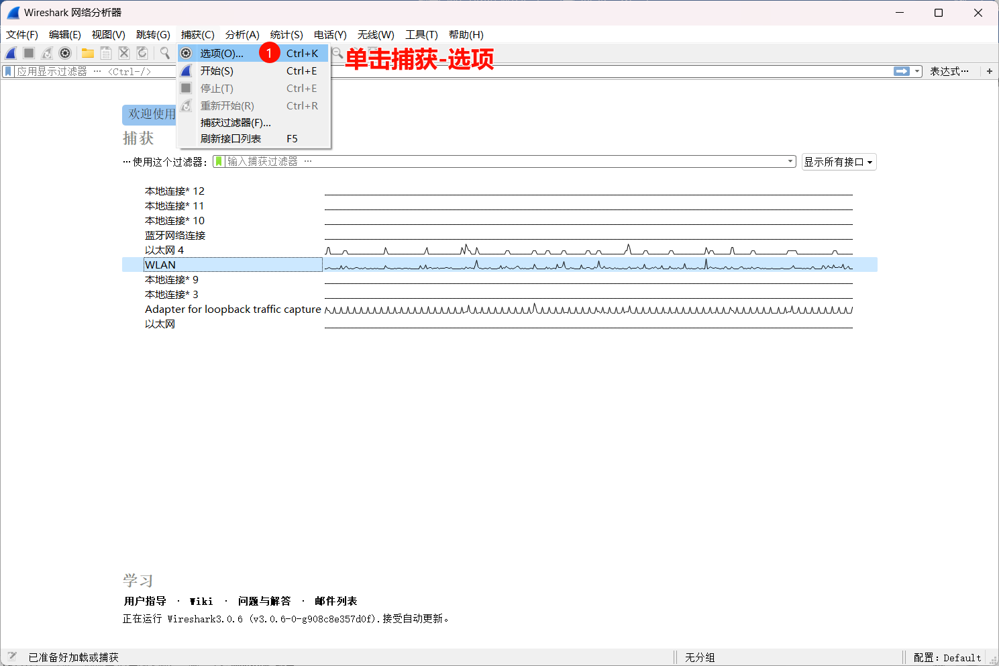 Wireshark 网络分析器
文件(F) 编辑(E) 视图(V) 跳转(G) 捕获(C) 分析(A) 统计(S) 电话(Y) 无线(W) 工具(T) 帮助(H)
选项(O)... 1 Ctrl+K
单击捕获-选项
应用显示过滤器 … <Ctrl-/>
表达式… +
开始(S) Ctrl+E
停止(T) Ctrl+E
重新开始(R) Ctrl+R
捕获过滤器(F)...
刷新接口列表 F5
欢迎使用
捕获
…使用这个过滤器: 输入捕获过滤器 … 显示所有接口
本地连接* 12
本地连接* 11
本地连接* 10
蓝牙网络连接
以太网 4
WLAN
本地连接* 9
本地连接* 3
Adapter for loopback traffic capture
以太网
学习
用户指导 · Wiki · 问题与解答 · 邮件列表
正在运行 Wireshark3.0.6 (v3.0.6-0-g908c8e357d0f).接受自动更新。
已准备好加载或捕获 无分组 配置: Default